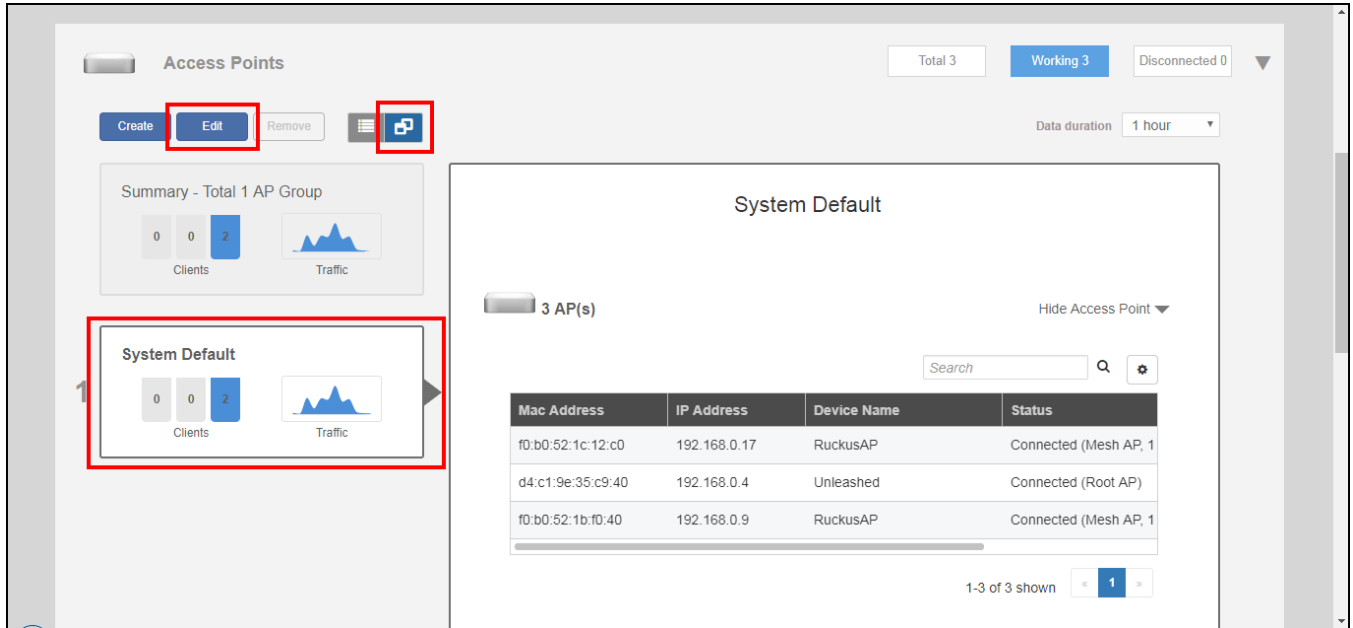 Access Points
Total 3
Working 3
Disconnected 0
Create
Edit
Remove
Data duration
1 hour
Summary - Total 1 AP Group
0 0 2
Clients
Traffic
1
System Default
0 0 2
Clients
Traffic
System Default
3 AP(s)
Hide Access Point
Search
Mac Address IP Address Device Name Status
f0:b0:52:1c:12:c0 192.168.0.17 RuckusAP Connected (Mesh AP, 1
d4:c1:9e:35:c9:40 192.168.0.4 Unleashed Connected (Root AP)
f0:b0:52:1b:f0:40 192.168.0.9 RuckusAP Connected (Mesh AP, 1
1-3 of 3 shown
« 1 »